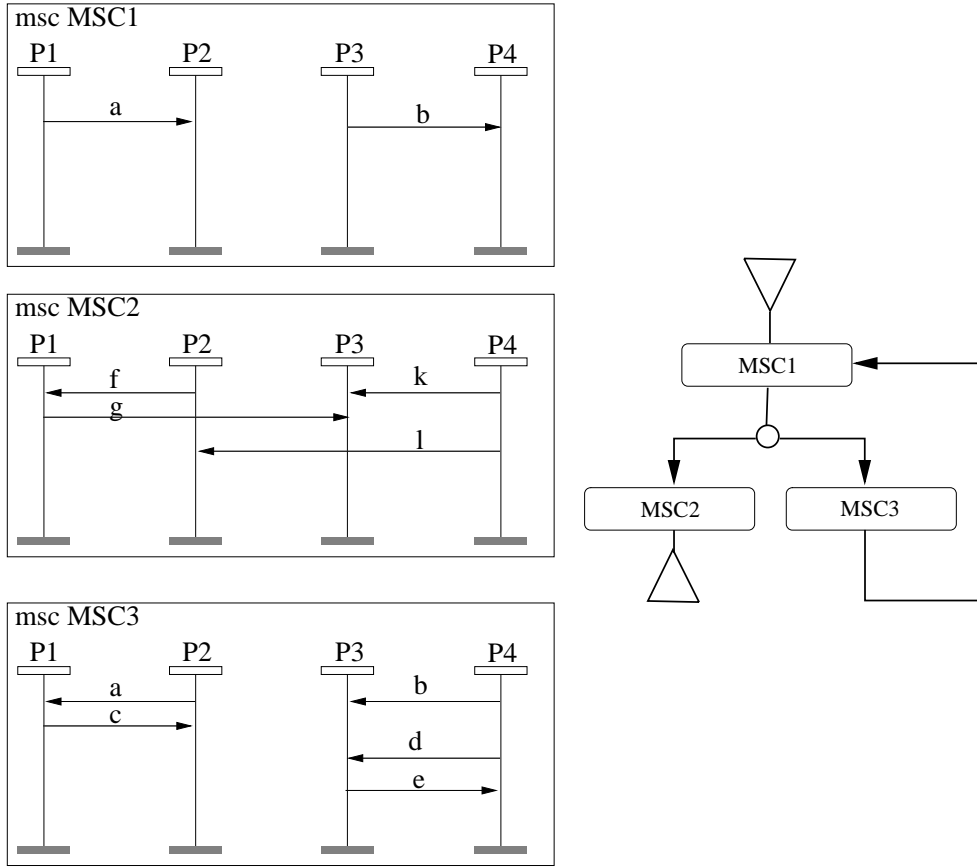 msc MSC1
P1 P2 P3 P4
a
b
msc MSC2
P1 P2 P3 P4
f k
g
l
msc MSC3
P1 P2 P3 P4
a b
c
d
e
MSC1
MSC2 MSC3